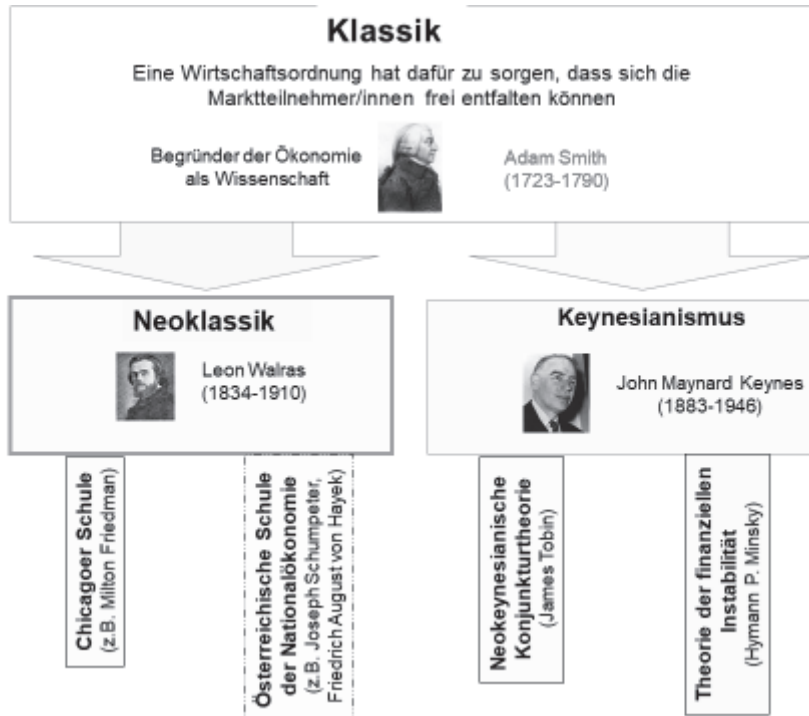 Klassik
Eine Wirtschaftsordnung hat dafür zu sorgen, dass sich die
Marktteilnehmer/innen frei entfalten können
Begründer der Ökonomie
als Wissenschaft
Adam Smith
(1723-1790)
Neoklassik
Leon Walras
(1834-1910)
Keynesianismus
John Maynard Keynes
(1883-1946)
Chicagoer Schule
(z.B. Milton Friedman)
Österreichische Schule
der Nationalökonomie
(z.B. Joseph Schumpeter,
Friedrich August von Hayek)
Neokeynesianische
Konjunkturtheorie
(James Tobin)
Theorie der finanziellen
Instabilität
(Hymann P. Minsky)